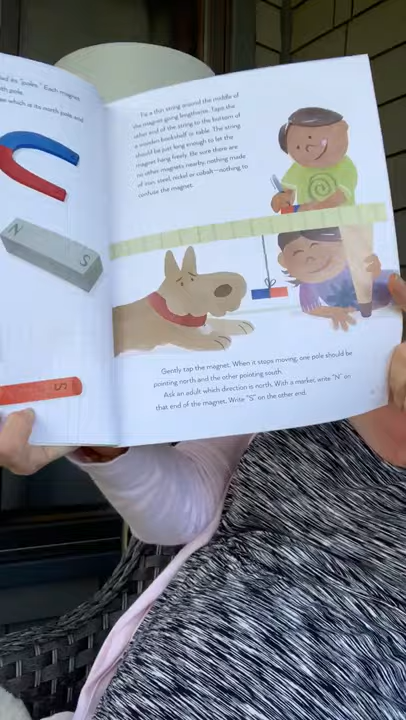 its "poles." Each magnet
th pole.
which is its north pole and
N
S
S
Tie a thin string around the middle of
the magnet going lengthwise. Tape the
other end of the string to the bottom of
a wooden bookshelf or table. The string
should be just long enough to let the
magnet hang freely. Be sure there are
no other magnets nearby, nothing made
of iron, steel, nickel or cobalt—nothing to
confuse the magnet.
Gently tap the magnet. When it stops moving, one pole should be
pointing north and the other pointing south.
Ask an adult which direction is north. With a marker, write "N" on
that end of the magnet. Write "S" on the other end.